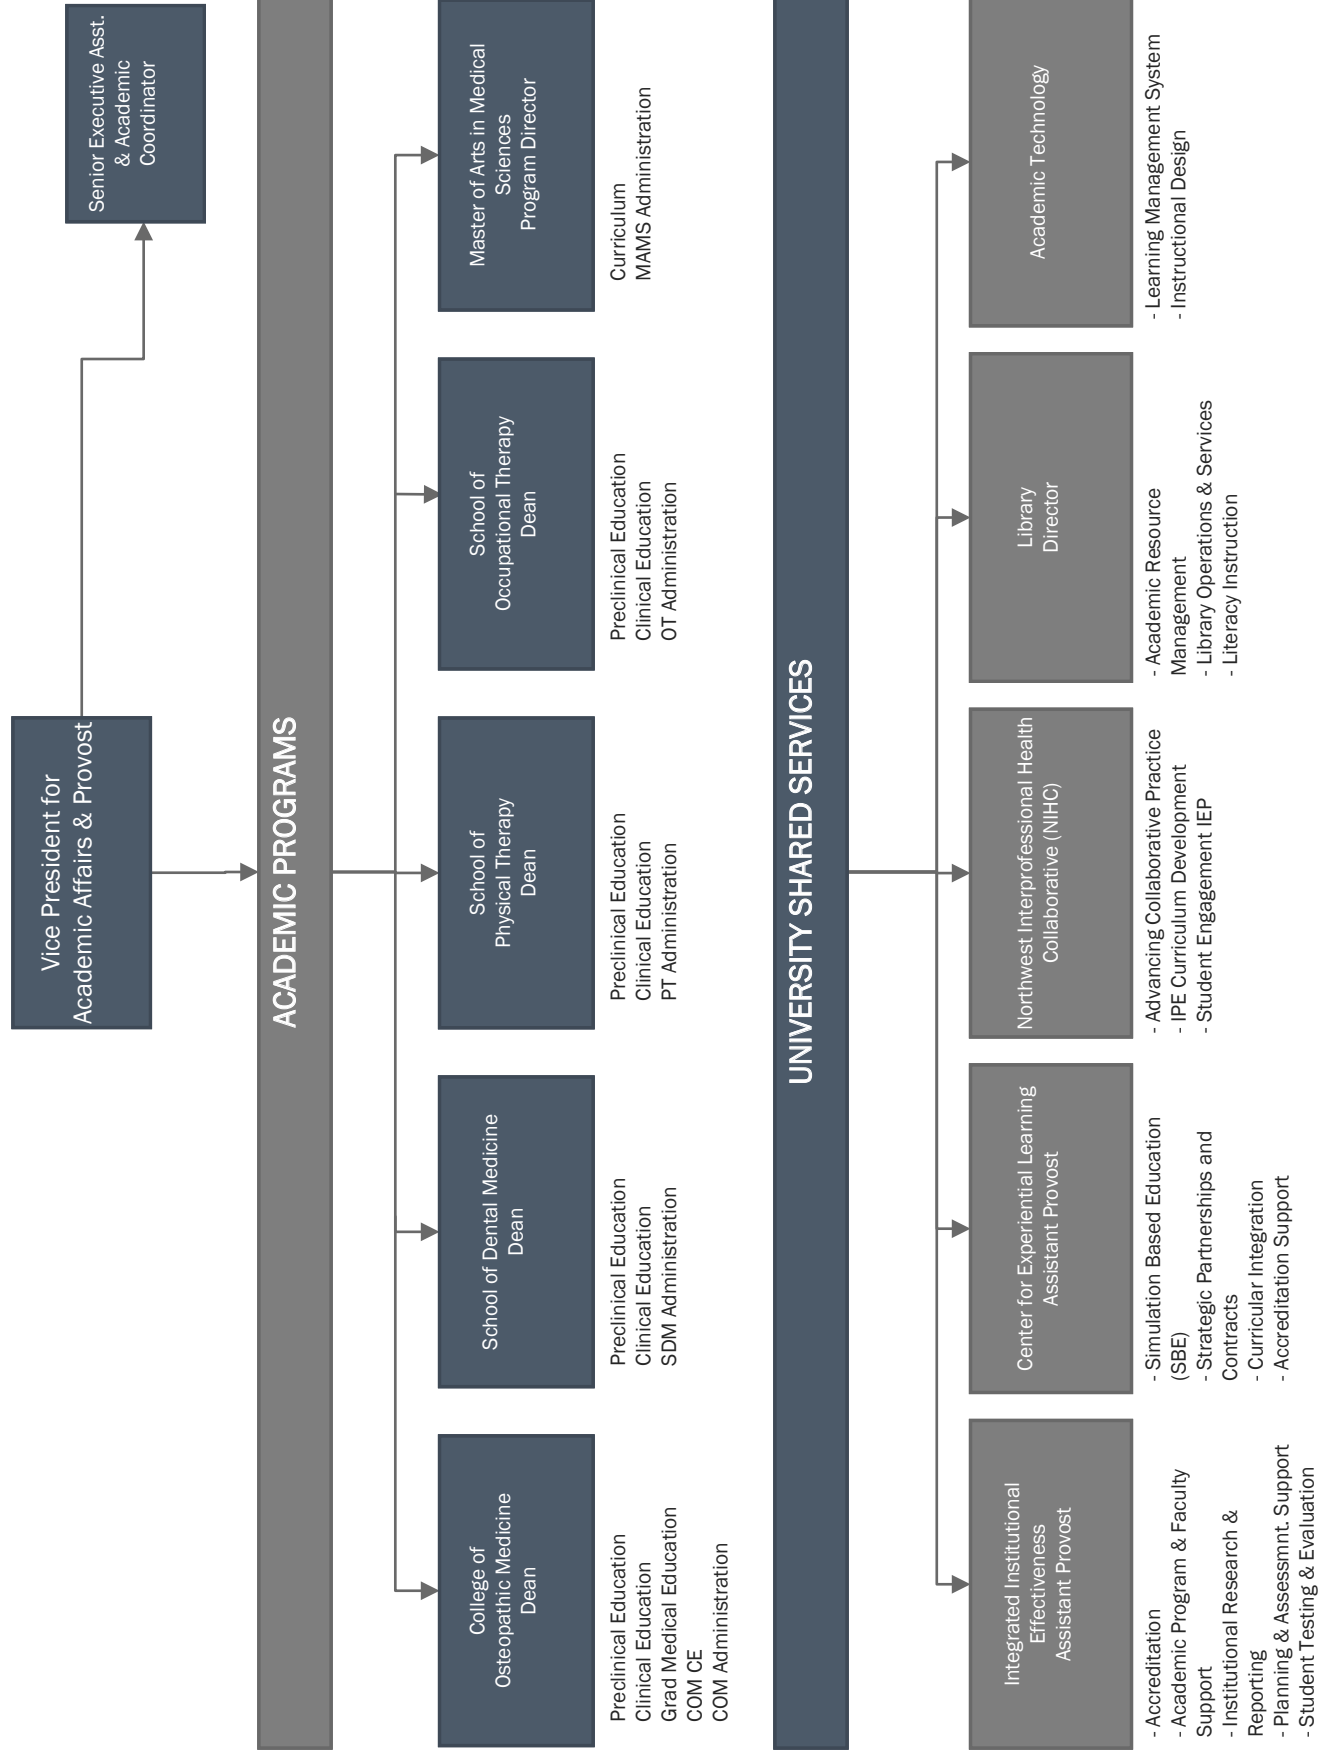 Vice President for
Academic Affairs & Provost
Senior Executive Asst.
& Academic
Coordinator
ACADEMIC PROGRAMS
College of
Osteopathic Medicine
Dean
Preclinical Education
Clinical Education
Grad Medical Education
COM CE
COM Administration
School of Dental Medicine
Dean
Preclinical Education
Clinical Education
SDM Administration
School of
Physical Therapy
Dean
Preclinical Education
Clinical Education
PT Administration
School of
Occupational Therapy
Dean
Preclinical Education
Clinical Education
OT Administration
Master of Arts in Medical
Sciences
Program Director
Curriculum
MAMS Administration
UNIVERSITY SHARED SERVICES
Integrated Institutional
Effectiveness
Assistant Provost
- Accreditation
- Academic Program & Faculty
Support
- Institutional Research &
Reporting
- Planning & Assessmnt. Support
- Student Testing & Evaluation
Center for Experiential Learning
Assistant Provost
- Simulation Based Education
(SBE)
- Strategic Partnerships and
Contracts
- Curricular Integration
- Accreditation Support
Northwest Interprofessional Health
Collaborative (NIHC)
- Advancing Collaborative Practice
- IPE Curriculum Development
- Student Engagement IEP
Library
Director
- Academic Resource
Management
- Library Operations & Services
- Literacy Instruction
Academic Technology
- Learning Management System
- Instructional Design